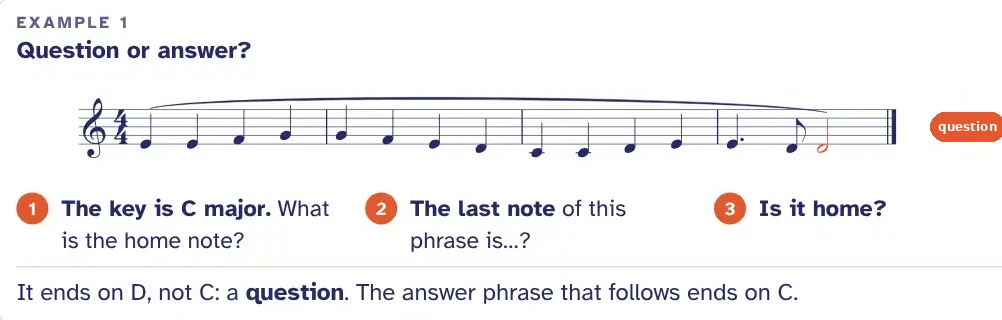 EXAMPLE 1
Question or answer?
4
4
question
1 The key is C major. What
is the home note?
2 The last note of this
phrase is...?
3 Is it home?
It ends on D, not C: a question. The answer phrase that follows ends on C.